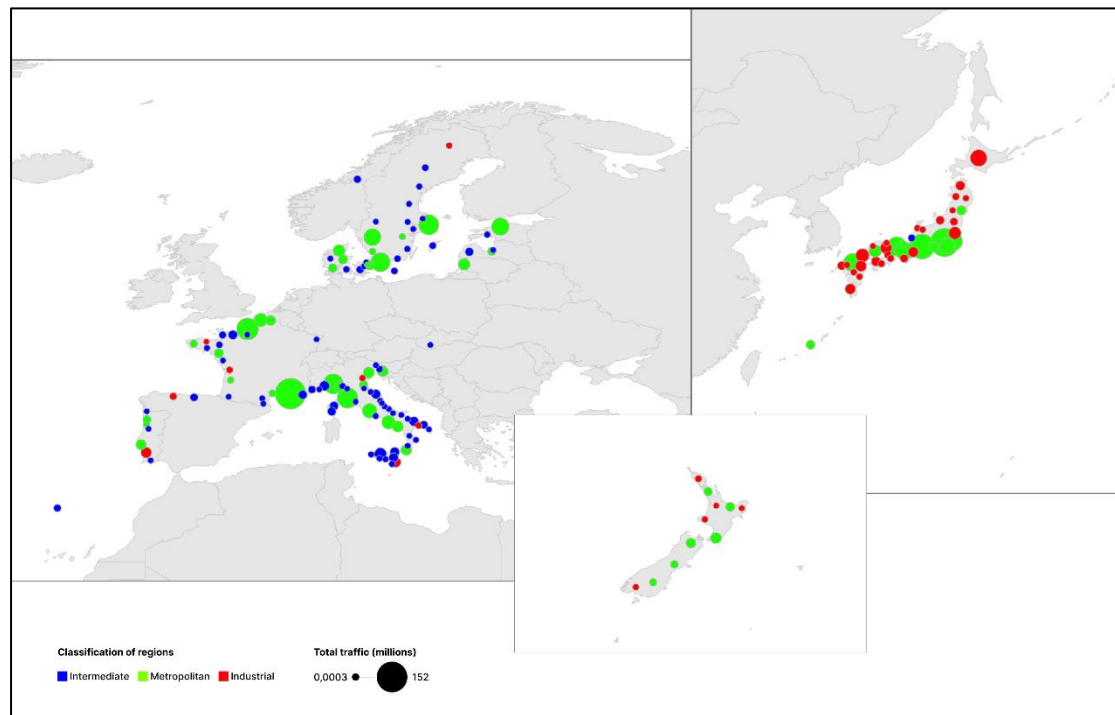 Classification of regions
Intermediate Metropolitan Industrial
Total traffic (millions)
0,0003 152